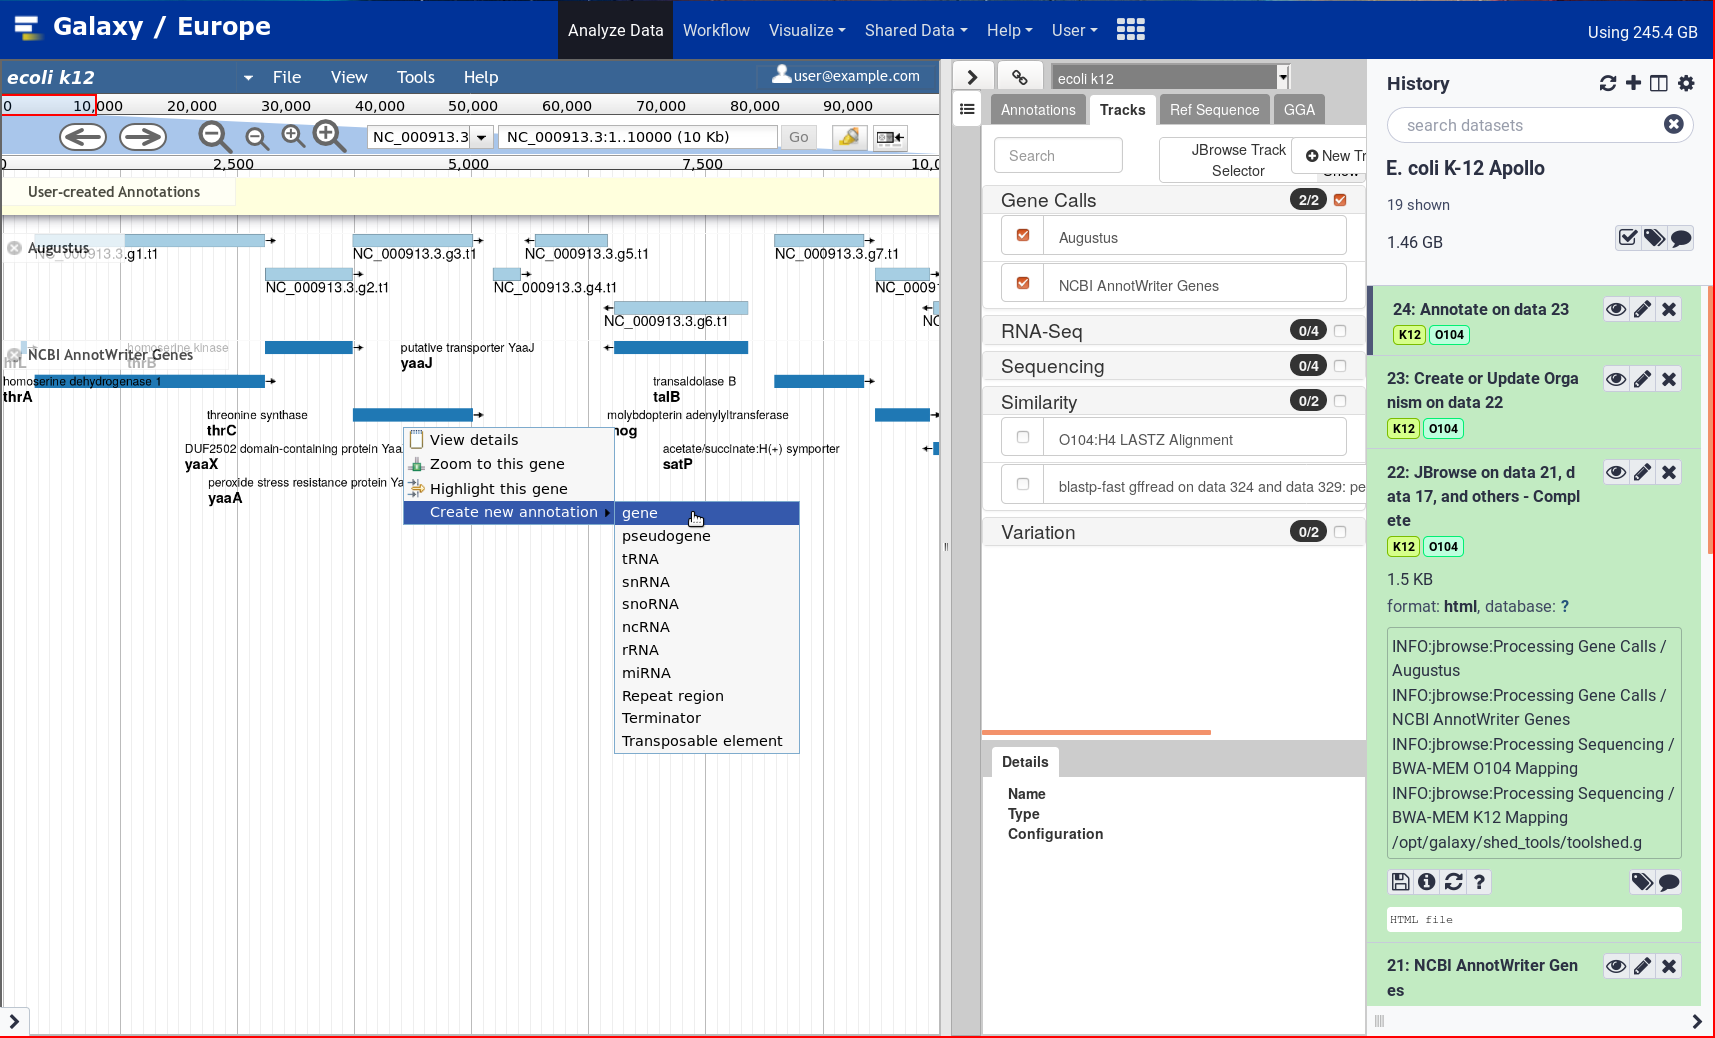 Galaxy / Europe
Analyze Data
Workflow
Visualize
Shared Data
Help
User
Using 245.4 GB
ecoli k12
File
View
Tools
Help
user@example.com
0
10,000
20,000
30,000
40,000
50,000
60,000
70,000
80,000
90,000
NC_000913.3
NC_000913.3:1..10000 (10 Kb)
Go
2,500
5,000
7,500
User-created Annotations
Augustus
NC_000913.3.g1.t1
NC_000913.3.g3.t1
NC_000913.3.g5.t1
NC_000913.3.g7.t1
NC_000913.3.g2.t1
NC_000913.3.g4.t1
NC_0009
NC_000913.3.g6.t1
homoserine kinase
NCBI AnnotWriter Genes
thrB
putative transporter YaaJ
yaaJ
homoserine dehydrogenase 1
thrA
transaldolase B
talB
threonine synthase
thrC
molybdopterin adenylyltransferase
mog
DUF2502 domain-containing protein Yaa
yaaX
acetate/succinate:H(+) symporter
satP
peroxide stress resistance protein Ya
yaaA
View details
Zoom to this gene
Highlight this gene
Create new annotation
gene
pseudogene
tRNA
snRNA
snoRNA
ncRNA
rRNA
miRNA
Repeat region
Terminator
Transposable element
ecoli k12
Annotations
Tracks
Ref Sequence
GGA
Search
JBrowse Track
Selector
New Tr
Show
Gene Calls
2/2
Augustus
NCBI AnnotWriter Genes
RNA-Seq
0/4
Sequencing
0/4
Similarity
0/2
O104:H4 LASTZ Alignment
blastp-fast gffread on data 324 and data 329: pe
Variation
0/2
Details
Name
Type
Configuration
History
search datasets
E. coli K-12 Apollo
19 shown
1.46 GB
24: Annotate on data 23
K12 O104
23: Create or Update Orga
nism on data 22
K12 O104
22: JBrowse on data 21, d
ata 17, and others - Compl
ete
K12 O104
1.5 KB
format: html, database: ?
INFO:jbrowse:Processing Gene Calls /
Augustus
INFO:jbrowse:Processing Gene Calls /
NCBI AnnotWriter Genes
INFO:jbrowse:Processing Sequencing /
BWA-MEM O104 Mapping
INFO:jbrowse:Processing Sequencing /
BWA-MEM K12 Mapping
/opt/galaxy/shed_tools/toolshed.g
HTML file
21: NCBI AnnotWriter Gen
es